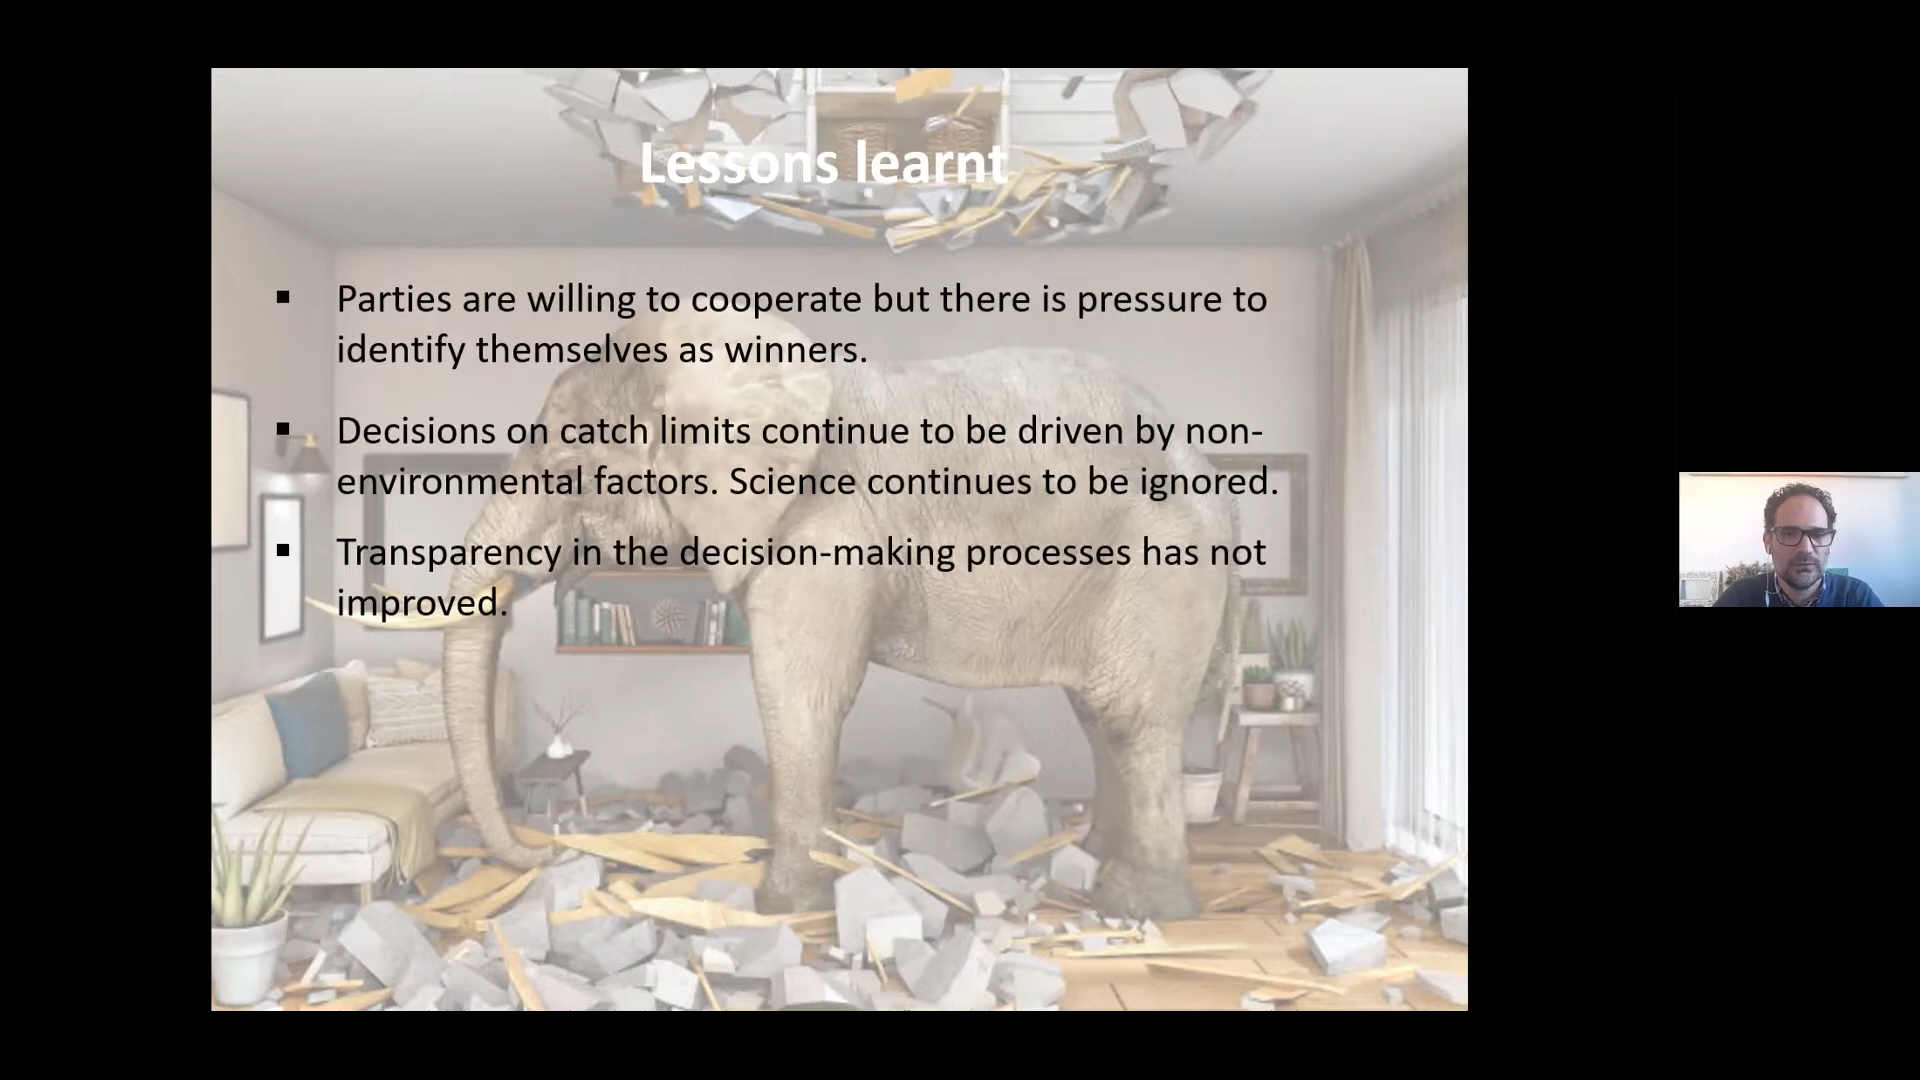 Lessons learnt
▪ Parties are willing to cooperate but there is pressure to
identify themselves as winners.
▪ Decisions on catch limits continue to be driven by non-
environmental factors. Science continues to be ignored.
▪ Transparency in the decision-making processes has not
improved.